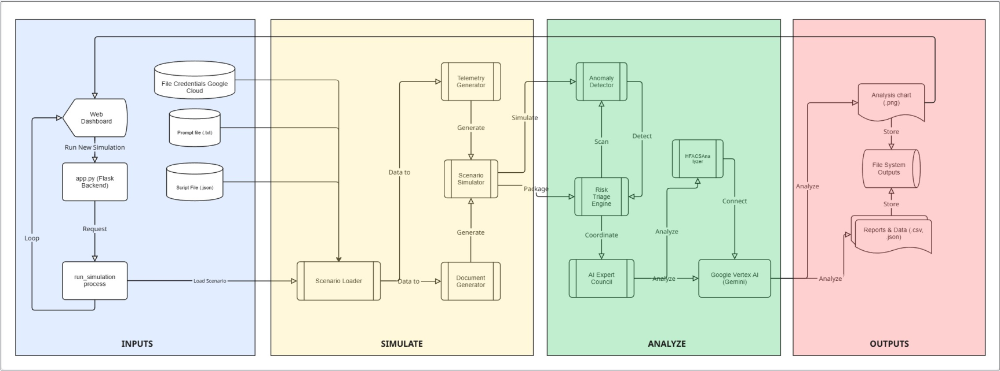 File Credentials Google
Cloud
Web
Dashboard
Prompt file (.txt)
Run New Simulation
app.py (Flask
Backend)
Script File (.json)
Request
Loop
run_simulation
process
Load Scenario
INPUTS
Telemetry
Generator
Generate
Data to
Scenario
Simulator
Generate
Scenario Loader
Data to
Document
Generator
SIMULATE
Simulate
Package
Anomaly
Detector
Scan
Detect
HFACSAna
lyzer
Risk
Triage
Engine
Connect
Coordinate
Analyze
AI Expert
Council
Analyze
Google Vertex AI
(Gemini)
ANALYZE
Analysis chart
(.png)
Store
File System
Outputs
Analyze
Store
Reports & Data (.csv,
.json)
Analyze
OUTPUTS